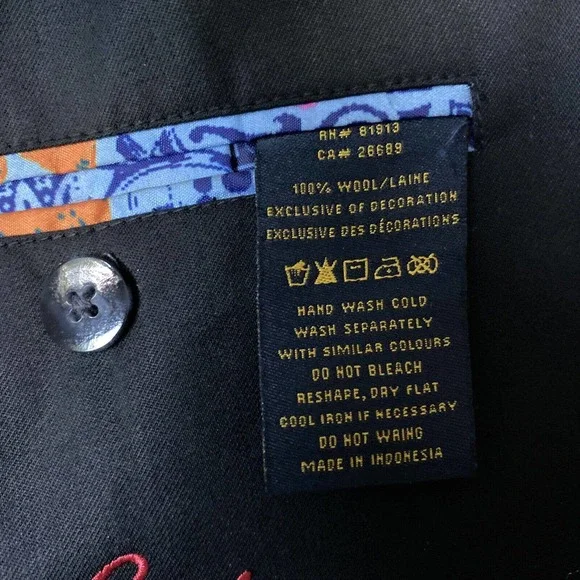 RN# 81913
CA# 26689
100% WOOL/LAINE
EXCLUSIVE OF DECORATION
EXCLUSIVE DES DÉCORATIONS
HAND WASH COLD
WASH SEPARATELY
WITH SIMILAR COLOURS
DO NOT BLEACH
RESHAPE, DRY FLAT
COOL IRON IF NECESSARY
DO NOT WRING
MADE IN INDONESIA